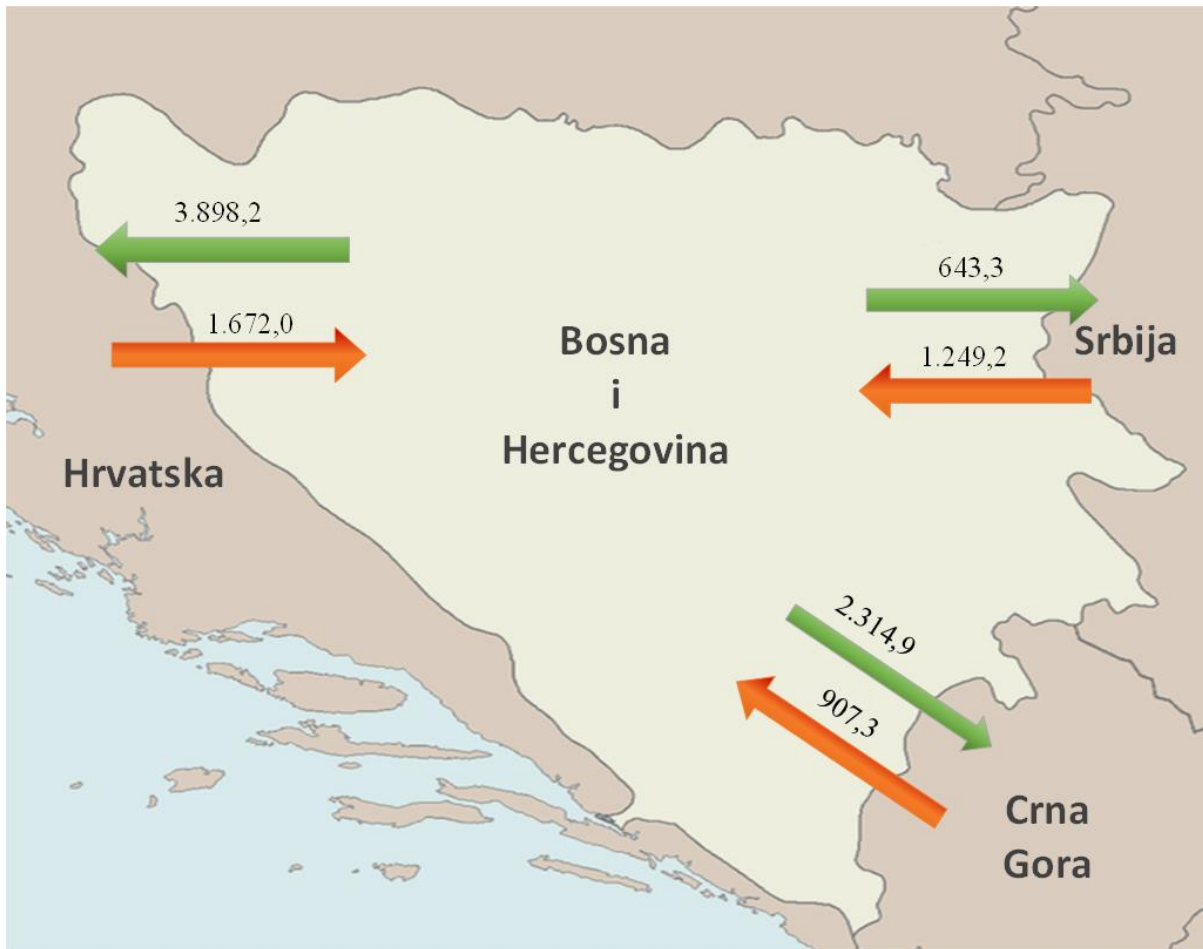 3.898,2
643,3
1.672,0
Bosna
i
Hercegovina
Srbija
1.249,2
Hrvatska
2.314,9
907,3
Crna
Gora